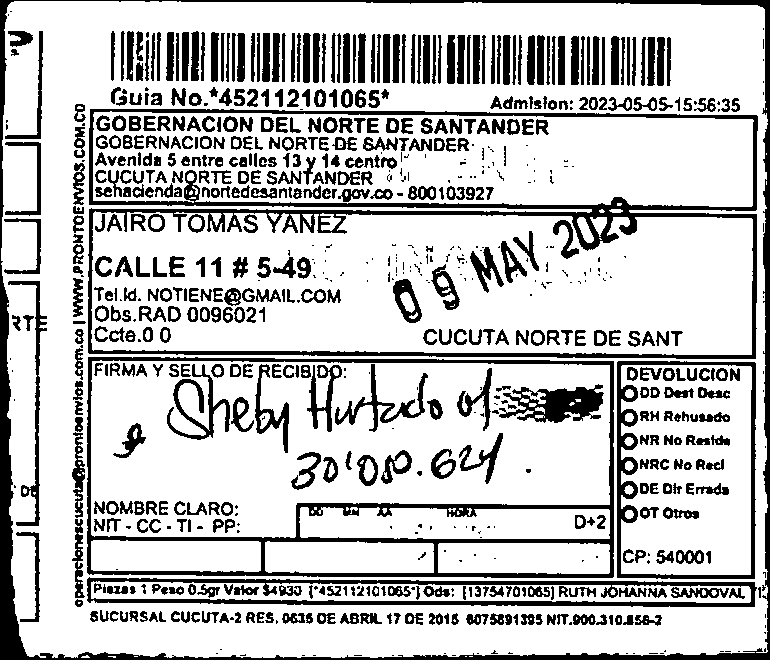 Guia No.*452112101065*
Admision: 2023-05-05-15:56:35
GOBERNACION DEL NORTE DE SANTANDER
GOBERNACION DEL NORTE DE SANTANDER
Avenida 5 entre calles 13 y 14 centro
CUCUTA NORTE DE SANTANDER
sehacienda@nortedesantander.gov.co - 800103927
JAIRO TOMAS YANEZ
CALLE 11 # 5-49
09 MAY 2023
Tel.Id. NOTIENE@GMAIL.COM
Obs.RAD 0096021
Ccte.0 0
CUCUTA NORTE DE SANT
FIRMA Y SELLO DE RECIBIDO:
Sheby Hurtado
30'080.624
NOMBRE CLARO:
NIT - CC - TI - PP:
DD MM AA HORA
D+2
DEVOLUCION
DD Dest Desc
RH Rehusado
NR No Reside
NRC No Recl
DE Dir Errada
OT Otros
CP: 540001
Piezas 1 Peso 0.5gr Valor $4930 [*452112101065*] Ods: [13754701065] RUTH JOHANNA SANDOVAL
SUCURSAL CUCUTA-2 RES. 0635 DE ABRIL 17 DE 2015 6075891395 NIT.900.310.856-2
operacionescucuta@prontoenvios.com.co | WWW.PRONTOENVIOS.COM.CO
RTE
DE